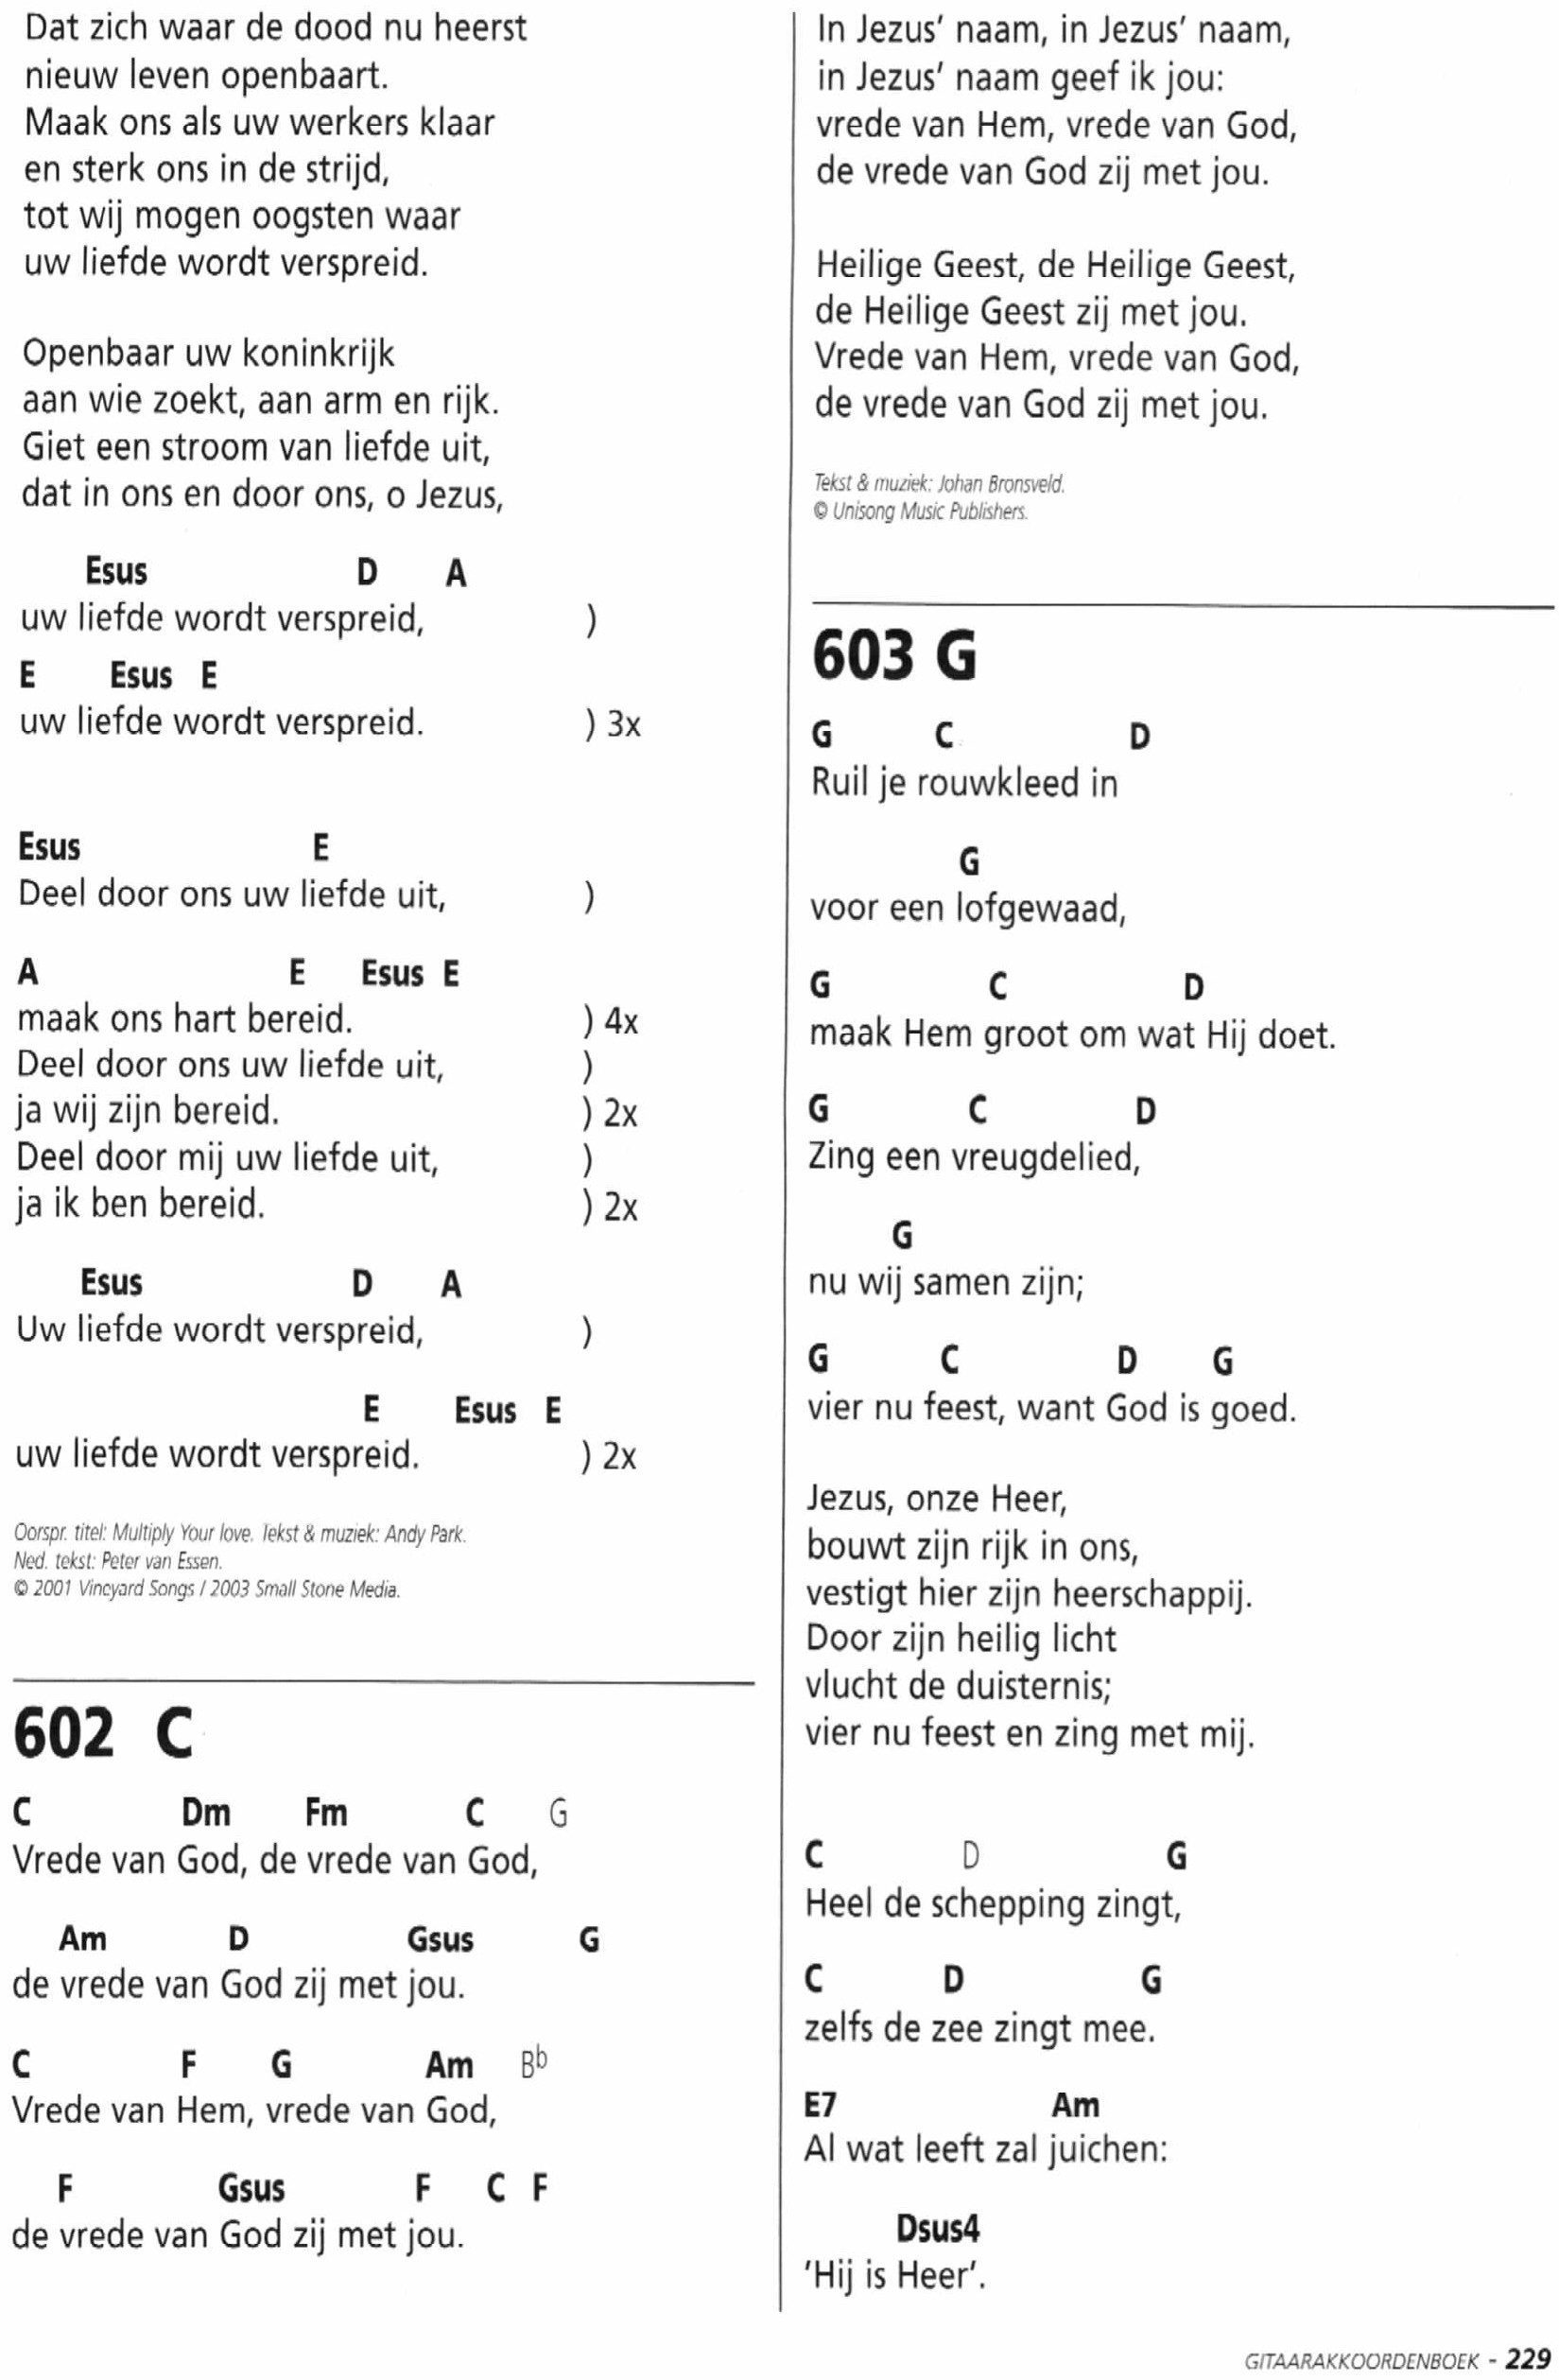 Dat zich waar de dood nu heerst
nieuw leven openbaart.
Maak ons als uw werkers klaar
en sterk ons in de strijd,
tot wij mogen oogsten waar
uw liefde wordt verspreid.

Openbaar uw koninkrijk
aan wie zoekt, aan arm en rijk.
Giet een stroom van liefde uit,
dat in ons en door ons, o Jezus,

Esus D A
uw liefde wordt verspreid, )
E Esus E
uw liefde wordt verspreid. ) 3x

Esus E
Deel door ons uw liefde uit, )
A E Esus E
maak ons hart bereid. ) 4x
Deel door ons uw liefde uit, )
ja wij zijn bereid. ) 2x
Deel door mij uw liefde uit, )
ja ik ben bereid. ) 2x

Esus D A
Uw liefde wordt verspreid, )
E Esus E
uw liefde wordt verspreid. ) 2x

Oorspr. titel: Multiply Your love. Tekst & muziek: Andy Park.
Ned. tekst: Peter van Essen.
© 2001 Vineyard Songs / 2003 Small Stone Media.

602 C

C Dm Fm C G
Vrede van God, de vrede van God,
Am D Gsus G
de vrede van God zij met jou.
C F G Am Bb
Vrede van Hem, vrede van God,
F Gsus F C F
de vrede van God zij met jou.

In Jezus' naam, in Jezus' naam,
in Jezus' naam geef ik jou:
vrede van Hem, vrede van God,
de vrede van God zij met jou.

Heilige Geest, de Heilige Geest,
de Heilige Geest zij met jou.
Vrede van Hem, vrede van God,
de vrede van God zij met jou.

Tekst & muziek: Johan Bronsveld.
© Unisong Music Publishers.

603 G

G C D
Ruil je rouwkleed in
G
voor een lofgewaad,
G C D
maak Hem groot om wat Hij doet.
G C D
Zing een vreugdelied,
G
nu wij samen zijn;
G C D G
vier nu feest, want God is goed.

Jezus, onze Heer,
bouwt zijn rijk in ons,
vestigt hier zijn heerschappij.
Door zijn heilig licht
vlucht de duisternis;
vier nu feest en zing met mij.

C D G
Heel de schepping zingt,
C D G
zelfs de zee zingt mee.
E7 Am
Al wat leeft zal juichen:
Dsus4
'Hij is Heer'.

GITAARAKKOORDENBOEK - 229